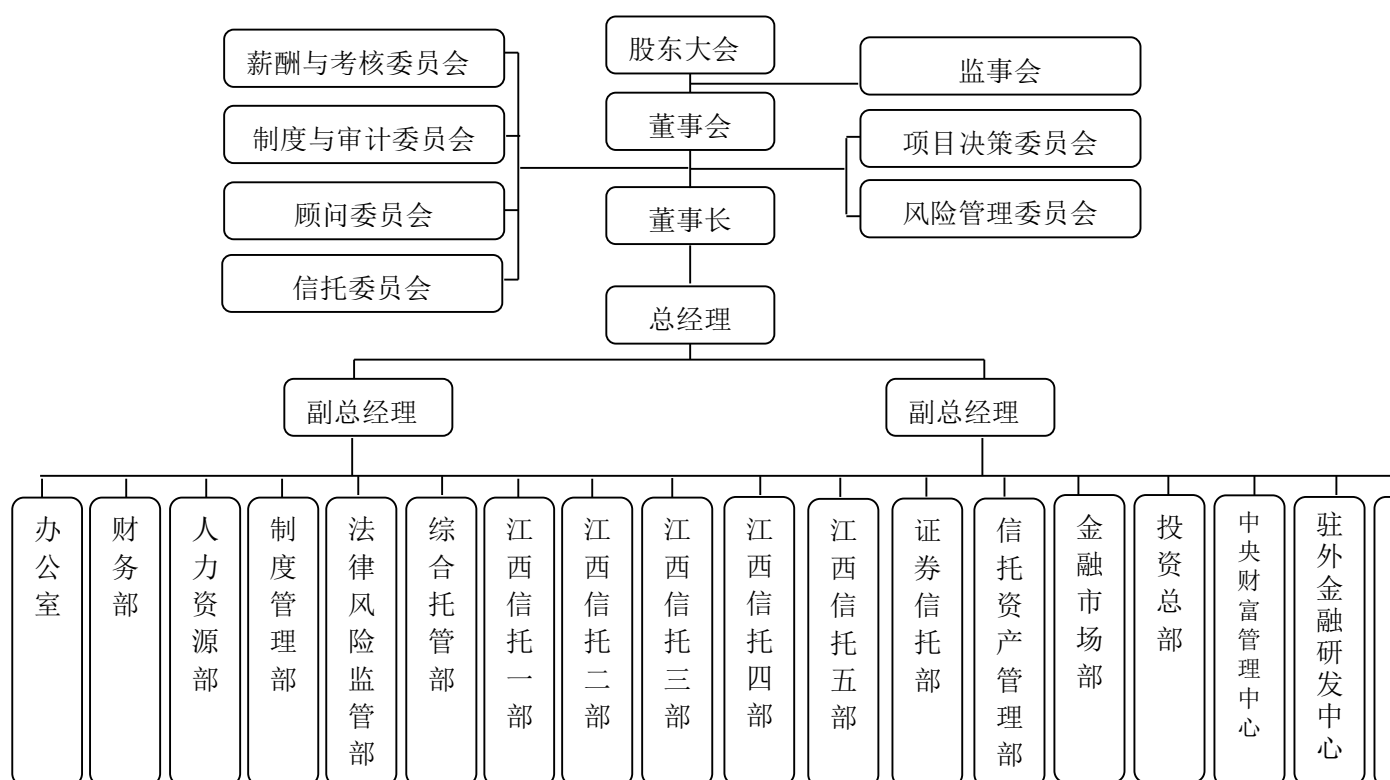 股东大会
监事会
董事会
薪酬与考核委员会
制度与审计委员会
顾问委员会
信托委员会
项目决策委员会
风险管理委员会
董事长
总经理
副总经理
副总经理
办公室
财务部
人力资源部
制度管理部
法律风险监管部
综合托管部
江西信托一部
江西信托二部
江西信托三部
江西信托四部
江西信托五部
证券信托部
信托资产管理部
金融市场部
投资总部
中央财富管理中心
驻外金融研发中心